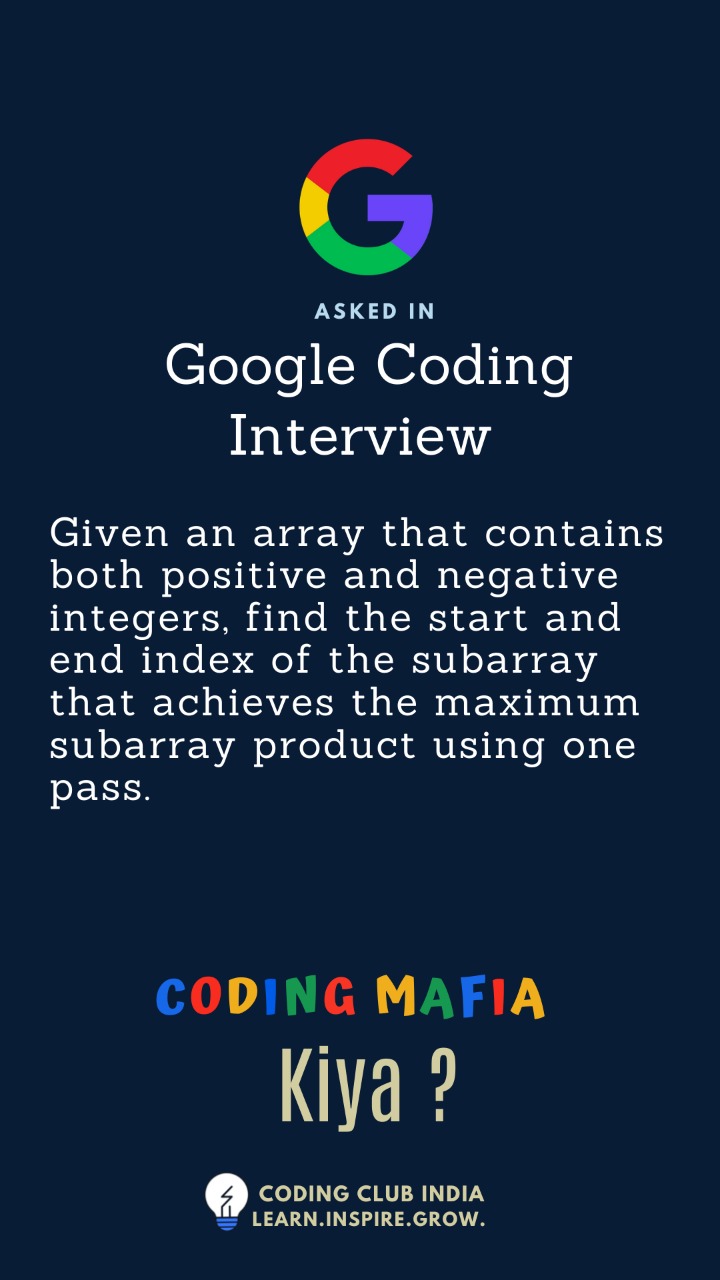 ASKED IN
Google Coding
Interview
Given an array that contains
both positive and negative
integers, find the start and
end index of the subarray
that achieves the maximum
subarray product using one
pass.
CODING MAFIA
Kiya ?
CODING CLUB INDIA
LEARN.INSPIRE.GROW.